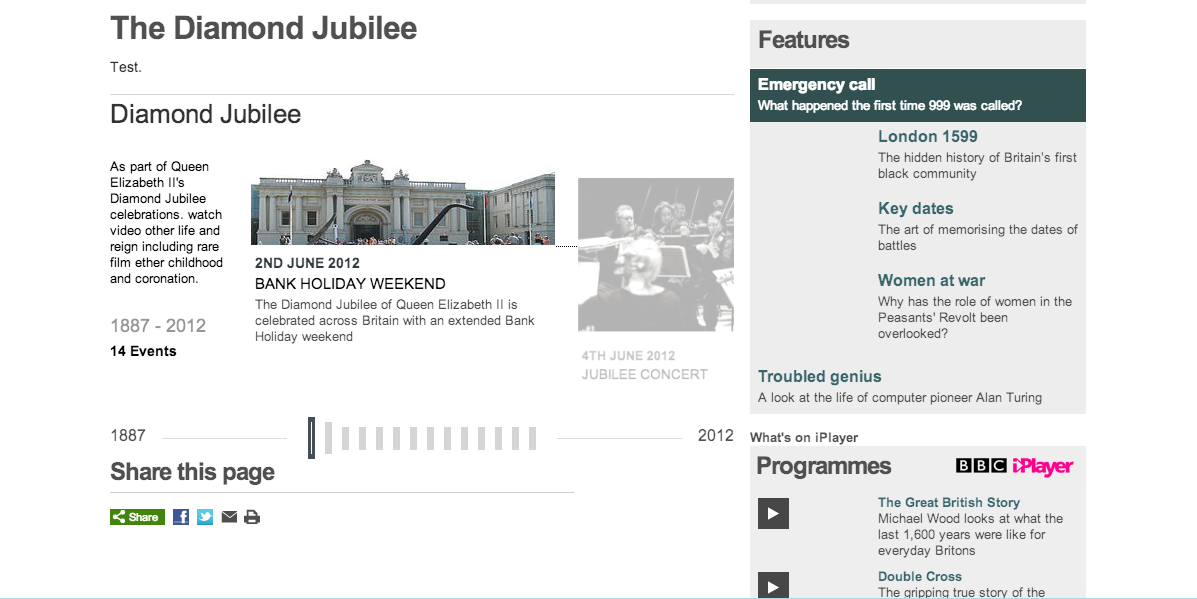 The Diamond Jubilee
Test.
Diamond Jubilee
As part of Queen
Elizabeth II's
Diamond Jubilee
celebrations. watch
video other life and
reign including rare
film ether childhood
and coronation.
1887 - 2012
14 Events
2ND JUNE 2012
BANK HOLIDAY WEEKEND
The Diamond Jubilee of Queen Elizabeth II is
celebrated across Britain with an extended Bank
Holiday weekend
4TH JUNE 2012
JUBILEE CONCERT
1887
2012
Share this page
Share
Features
Emergency call
What happened the first time 999 was called?
London 1599
The hidden history of Britain's first
black community
Key dates
The art of memorising the dates of
battles
Women at war
Why has the role of women in the
Peasants' Revolt been
overlooked?
Troubled genius
A look at the life of computer pioneer Alan Turing
What's on iPlayer
Programmes
BBC iPlayer
The Great British Story
Michael Wood looks at what the
last 1,600 years were like for
everyday Britons
Double Cross
The gripping true story of the